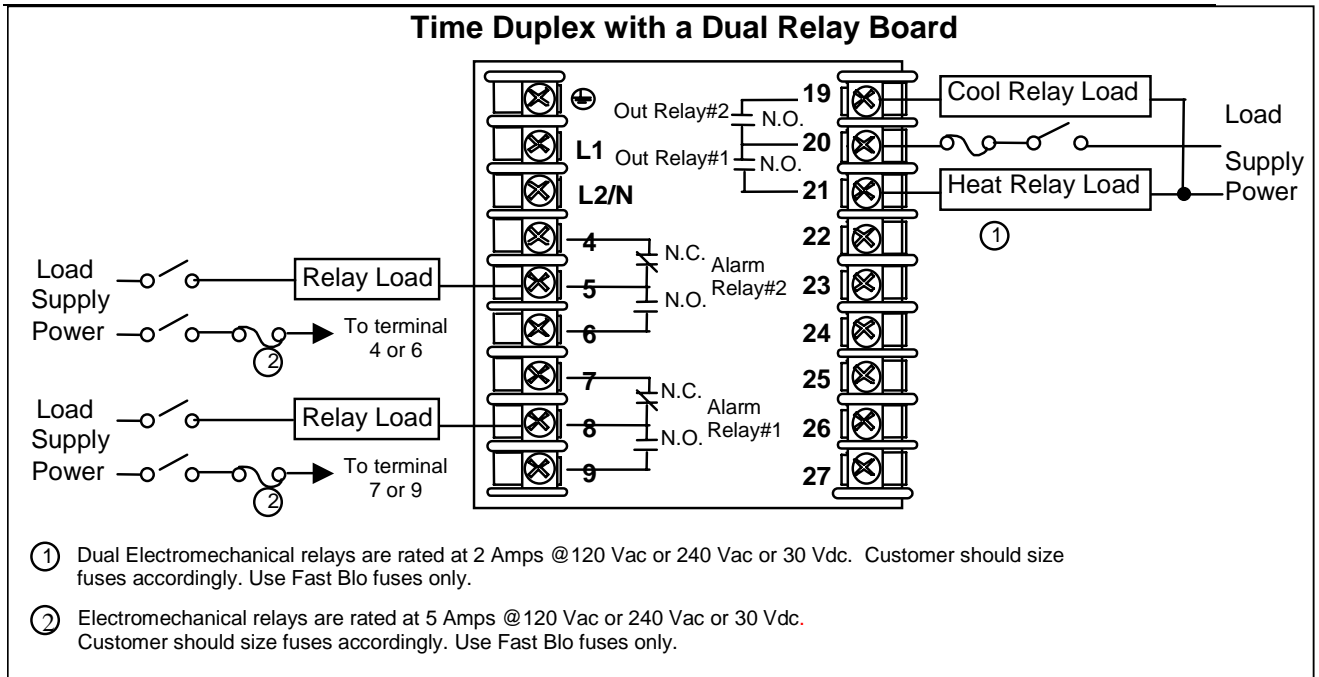 Time Duplex with a Dual Relay Board
L1
L2/N
4
5
6
7
8
9
Out Relay#2
N.O.
Out Relay#1
N.O.
N.C.
Alarm
Relay#2
N.O.
N.C.
Alarm
Relay#1
N.O.
19
20
21
22
23
24
25
26
27
Cool Relay Load
Heat Relay Load
1
Load
Supply
Power
Load
Supply
Power
Relay Load
To terminal
4 or 6
2
Load
Supply
Power
Relay Load
To terminal
7 or 9
2
1 Dual Electromechanical relays are rated at 2 Amps @120 Vac or 240 Vac or 30 Vdc. Customer should size
fuses accordingly. Use Fast Blo fuses only.
2 Electromechanical relays are rated at 5 Amps @120 Vac or 240 Vac or 30 Vdc.
Customer should size fuses accordingly. Use Fast Blo fuses only.